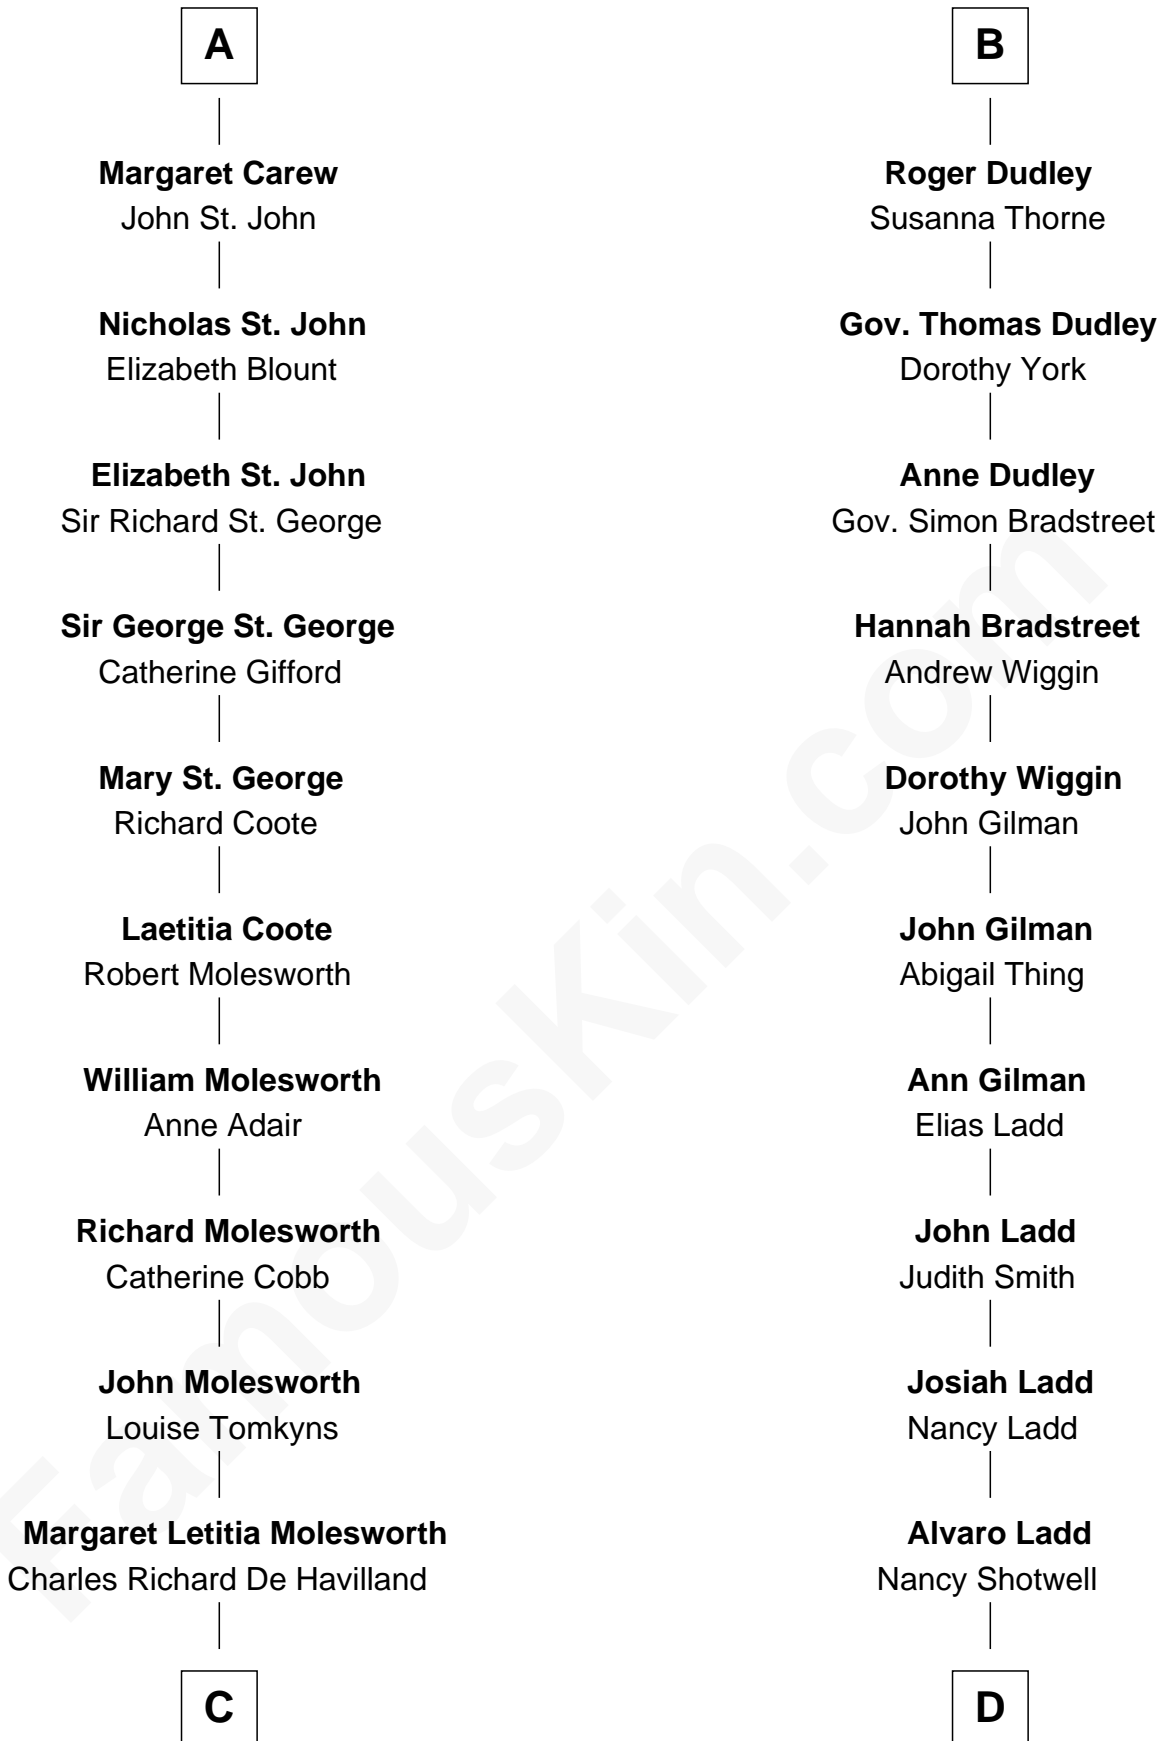 A
Margaret Carew
John St. John
Nicholas St. John
Elizabeth Blount
Elizabeth St. John
Sir Richard St. George
Sir George St. George
Catherine Gifford
Mary St. George
Richard Coote
Laetitia Coote
Robert Molesworth
William Molesworth
Anne Adair
Richard Molesworth
Catherine Cobb
John Molesworth
Louise Tomkyns
Margaret Letitia Molesworth
Charles Richard De Havilland
C
B
Roger Dudley
Susanna Thorne
Gov. Thomas Dudley
Dorothy York
Anne Dudley
Gov. Simon Bradstreet
Hannah Bradstreet
Andrew Wiggin
Dorothy Wiggin
John Gilman
John Gilman
Abigail Thing
Ann Gilman
Elias Ladd
John Ladd
Judith Smith
Josiah Ladd
Nancy Ladd
Alvaro Ladd
Nancy Shotwell
D
FamousKin.com